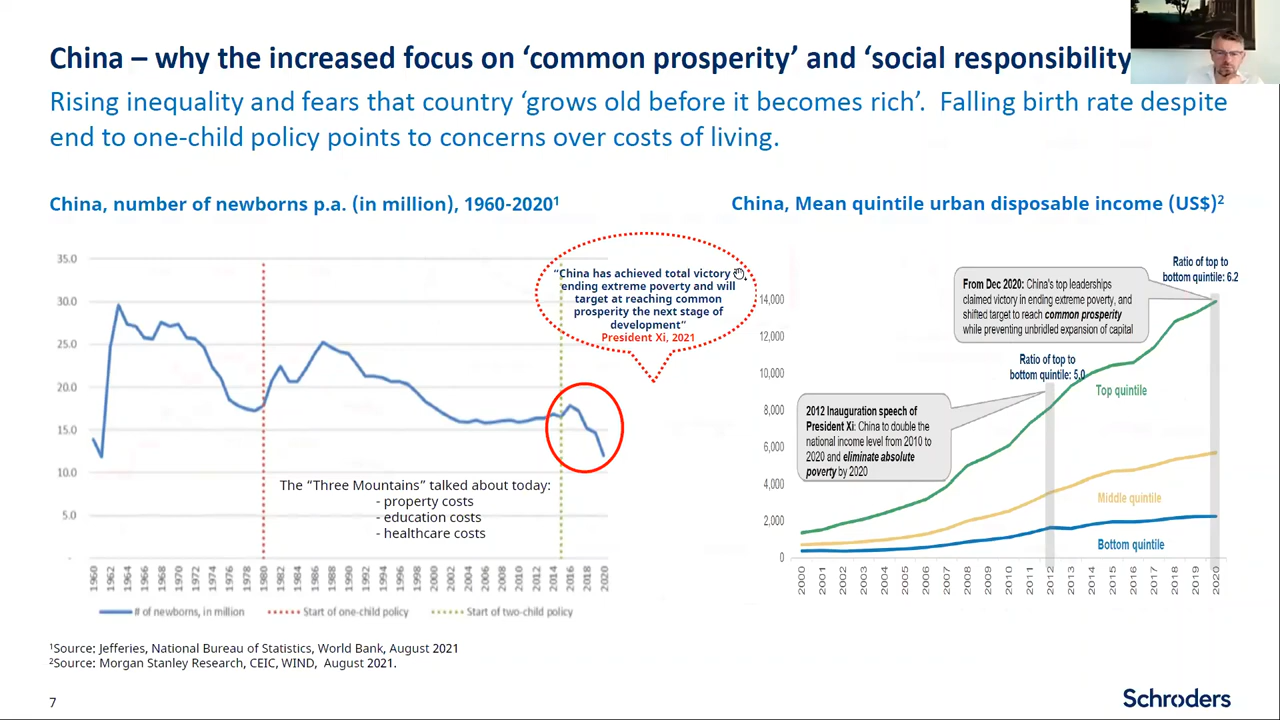 China – why the increased focus on ‘common prosperity’ and ‘social responsibility
Rising inequality and fears that country ‘grows old before it becomes rich’.  Falling birth rate despite
end to one-child policy points to concerns over costs of living.
China, number of newborns p.a. (in million), 1960-2020¹
35.0
30.0
25.0
20.0
15.0
10.0
5.0
-
The “Three Mountains” talked about today:
- property costs
- education costs
- healthcare costs
1960
1962
1964
1966
1968
1970
1972
1974
1976
1978
1980
1982
1984
1986
1988
1990
1992
1994
1996
1998
2000
2002
2004
2006
2008
2010
2012
2014
2016
2018
2020
# of newborns, in million
Start of one-child policy
Start of two-child policy
“China has achieved total victory
ending extreme poverty and will
target at reaching common
prosperity the next stage of
development”
President Xi, 2021
China, Mean quintile urban disposable income (US$)²
Ratio of top to
bottom quintile: 6.2
From Dec 2020: China's top leaderships
claimed victory in ending extreme poverty, and
shifted target to reach common prosperity
while preventing unbridled expansion of capital
Ratio of top to
bottom quintile: 5.0
2012 Inauguration speech of
President Xi: China to double the
national income level from 2010 to
2020 and eliminate absolute
poverty by 2020
14,000
12,000
10,000
8,000
6,000
4,000
2,000
0
Top quintile
Middle quintile
Bottom quintile
2000
2001
2002
2003
2004
2005
2006
2007
2008
2009
2010
2011
2012
2013
2014
2015
2016
2017
2018
2019
2020
¹Source: Jefferies, National Bureau of Statistics, World Bank, August 2021
²Source: Morgan Stanley Research, CEIC, WIND,  August 2021.
7
Schroders